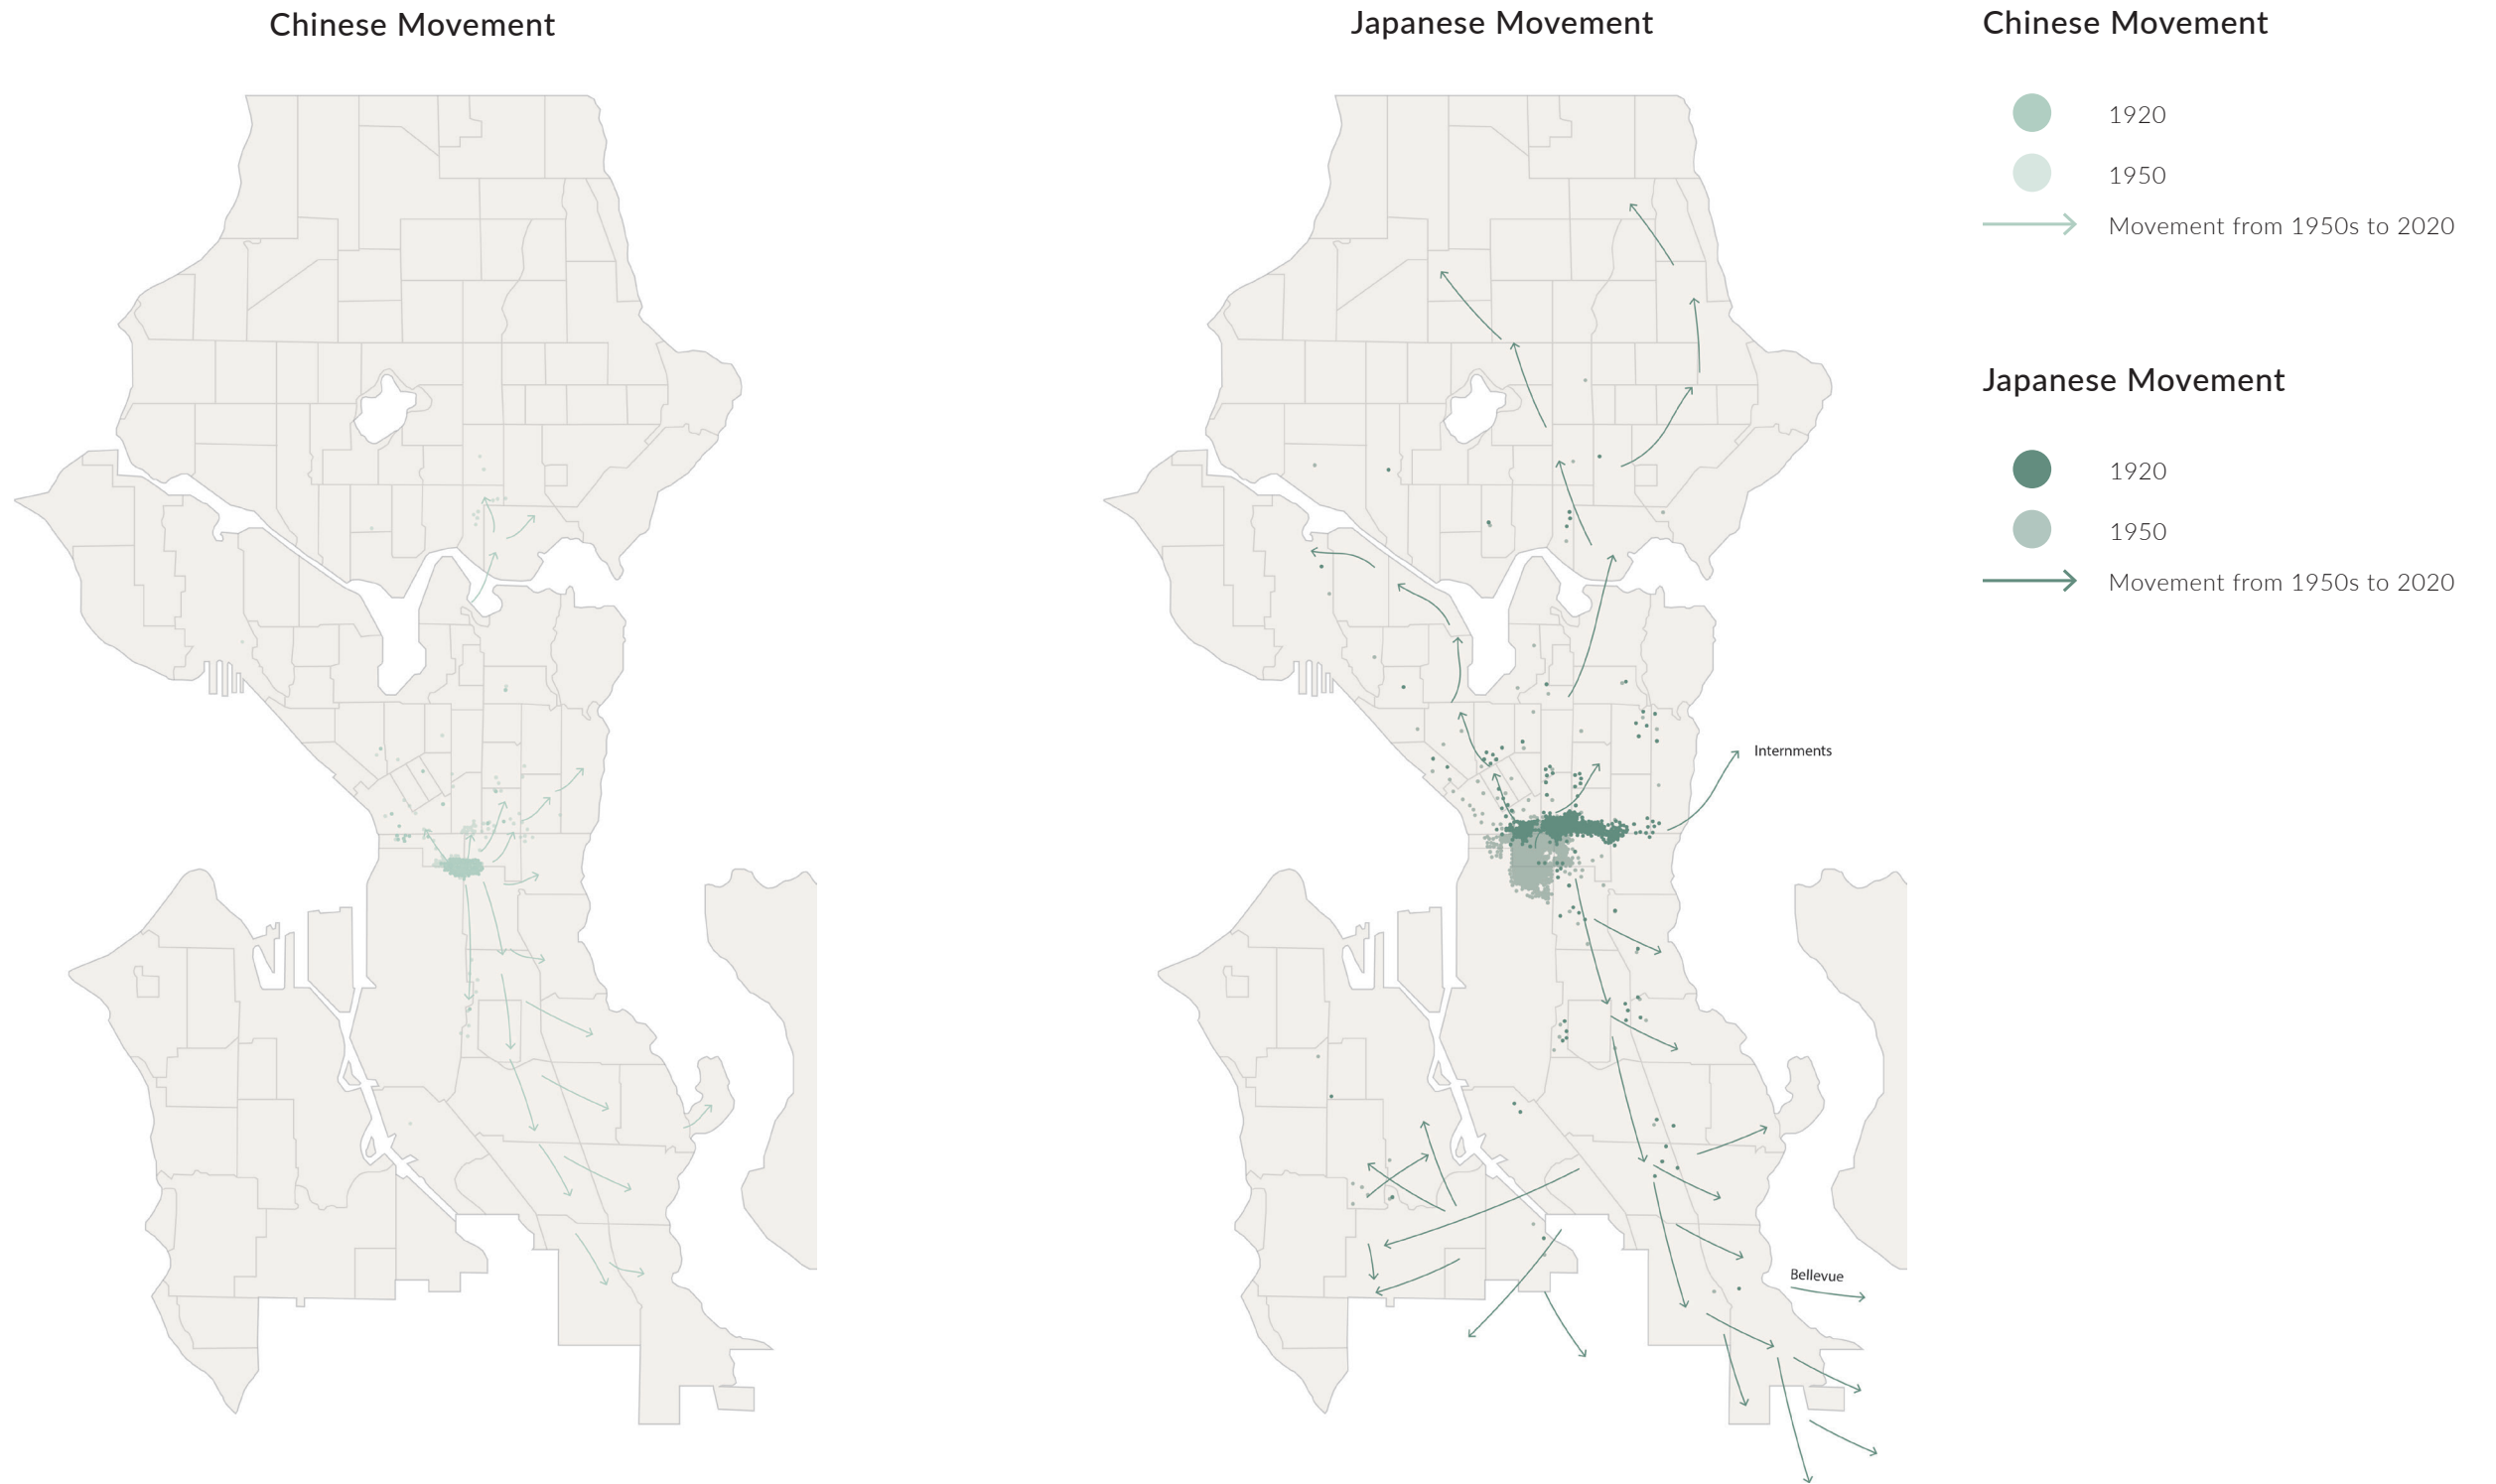 Chinese Movement
Japanese Movement
Internments
Bellevue
Chinese Movement
1920
1950
Movement from 1950s to 2020
Japanese Movement
1920
1950
Movement from 1950s to 2020